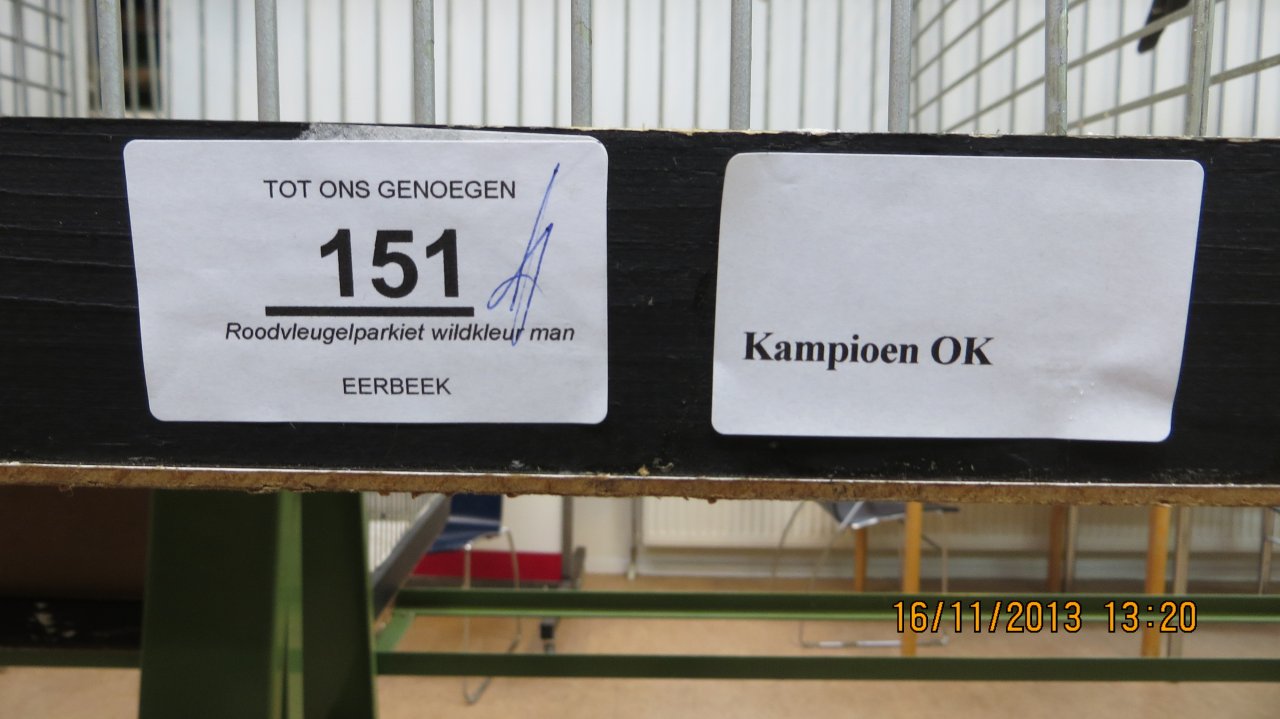 TOT ONS GENOEGEN
151
Roodvleugelparkiet wildkleur man
EERBEEK
Kampioen OK
16/11/2013 13:20